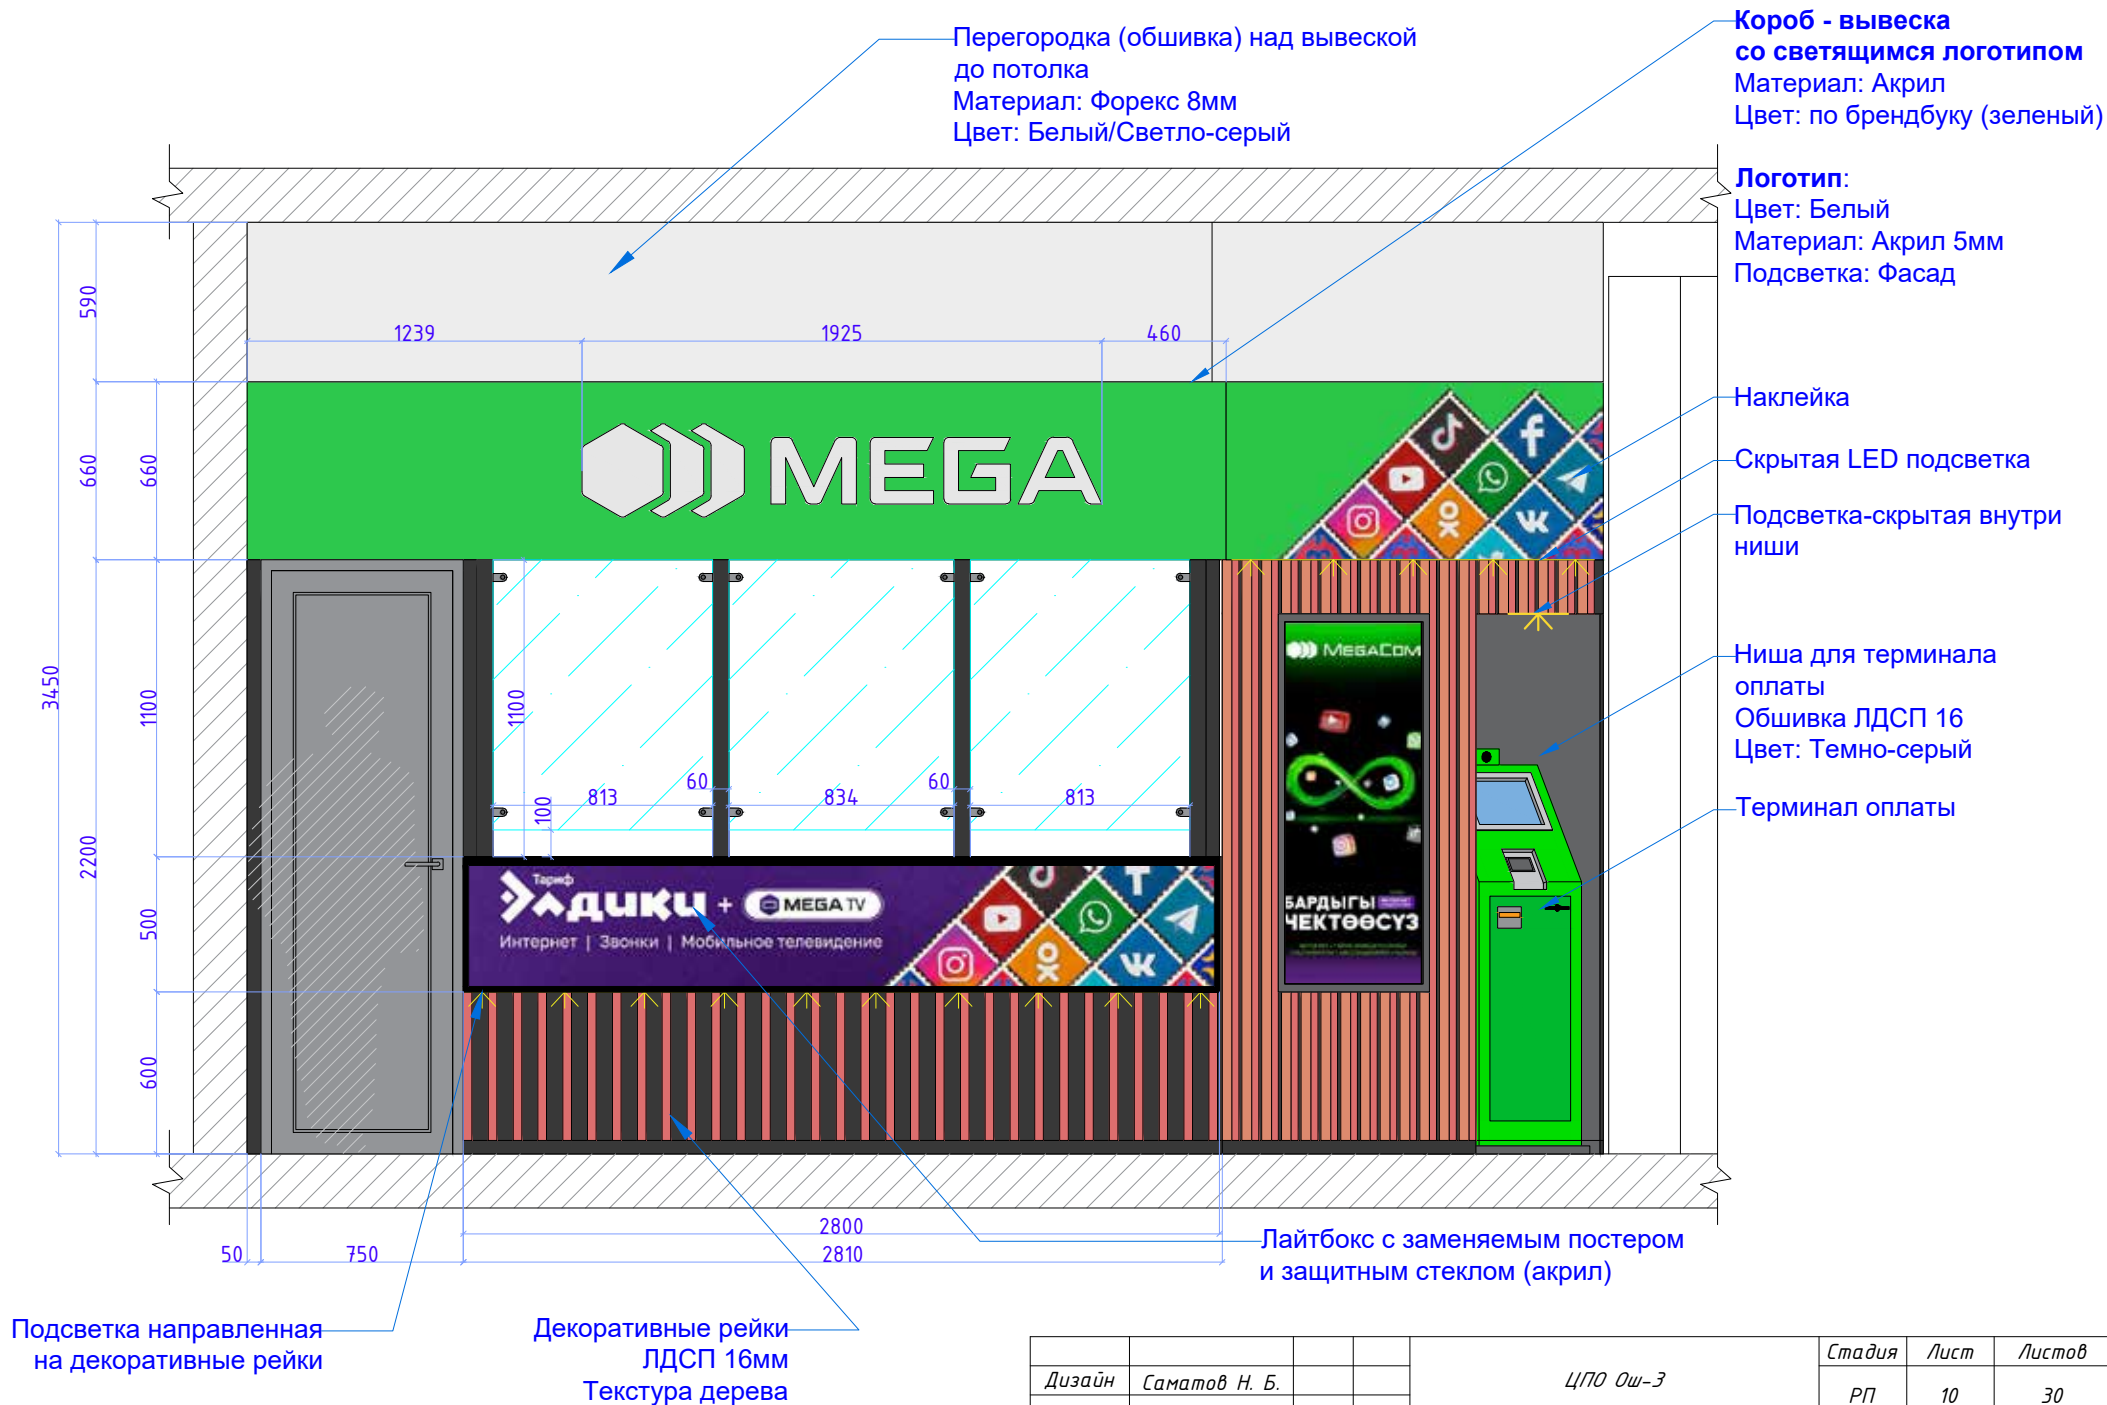 Перегородка (обшивка) над вывеской
до потолка
Материал: Форекс 8мм
Цвет: Белый/Светло-серый
Короб - вывеска
со светящимся логотипом
Материал: Акрил
Цвет: по брендбуку (зеленый)
Логотип:
Цвет: Белый
Материал: Акрил 5мм
Подсветка: Фасад
Наклейка
Скрытая LED подсветка
Подсветка-скрытая внутри
ниши
Ниша для терминала
оплаты
Обшивка ЛДСП 16
Цвет: Темно-серый
Терминал оплаты
1239
1925
460
590
660
660
3450
2200
1100
1100
100
500
600
813
60
834
60
813
MEGA
MEGACOM
БАРДЫГЫ
ЧЕКТӨӨСҮЗ
Тариф
Элдики + MEGA TV
Интернет | Звонки | Мобильное телевидение
2800
50
750
2810
Лайтбокс с заменяемым постером
и защитным стеклом (акрил)
Подсветка направленная
на декоративные рейки
Декоративные рейки
ЛДСП 16мм
Текстура дерева
Дизайн Саматов Н. Б.
ЦПО Ош-3
Стадия Лист Листов
РП 10 30